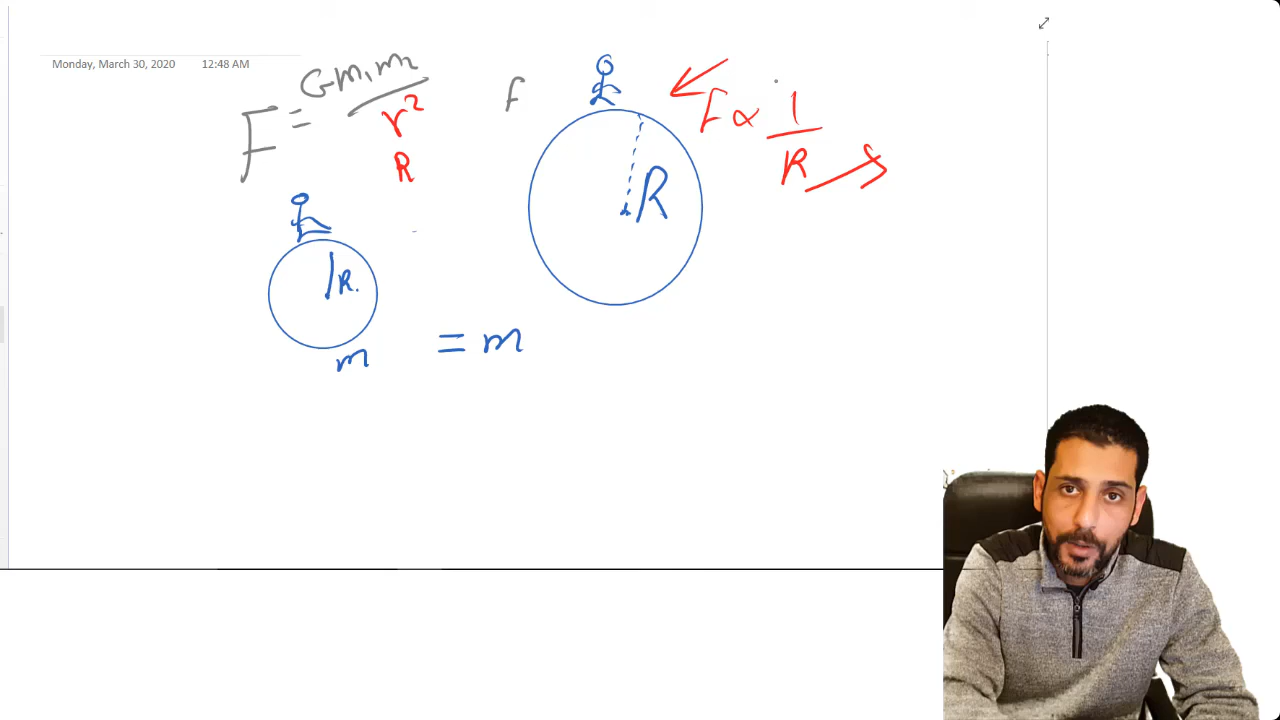 Monday, March 30, 2020 12:48 AM
F = Gm₁m₂
r²
R
F
F ∝ 1
R
R
R.
m = m